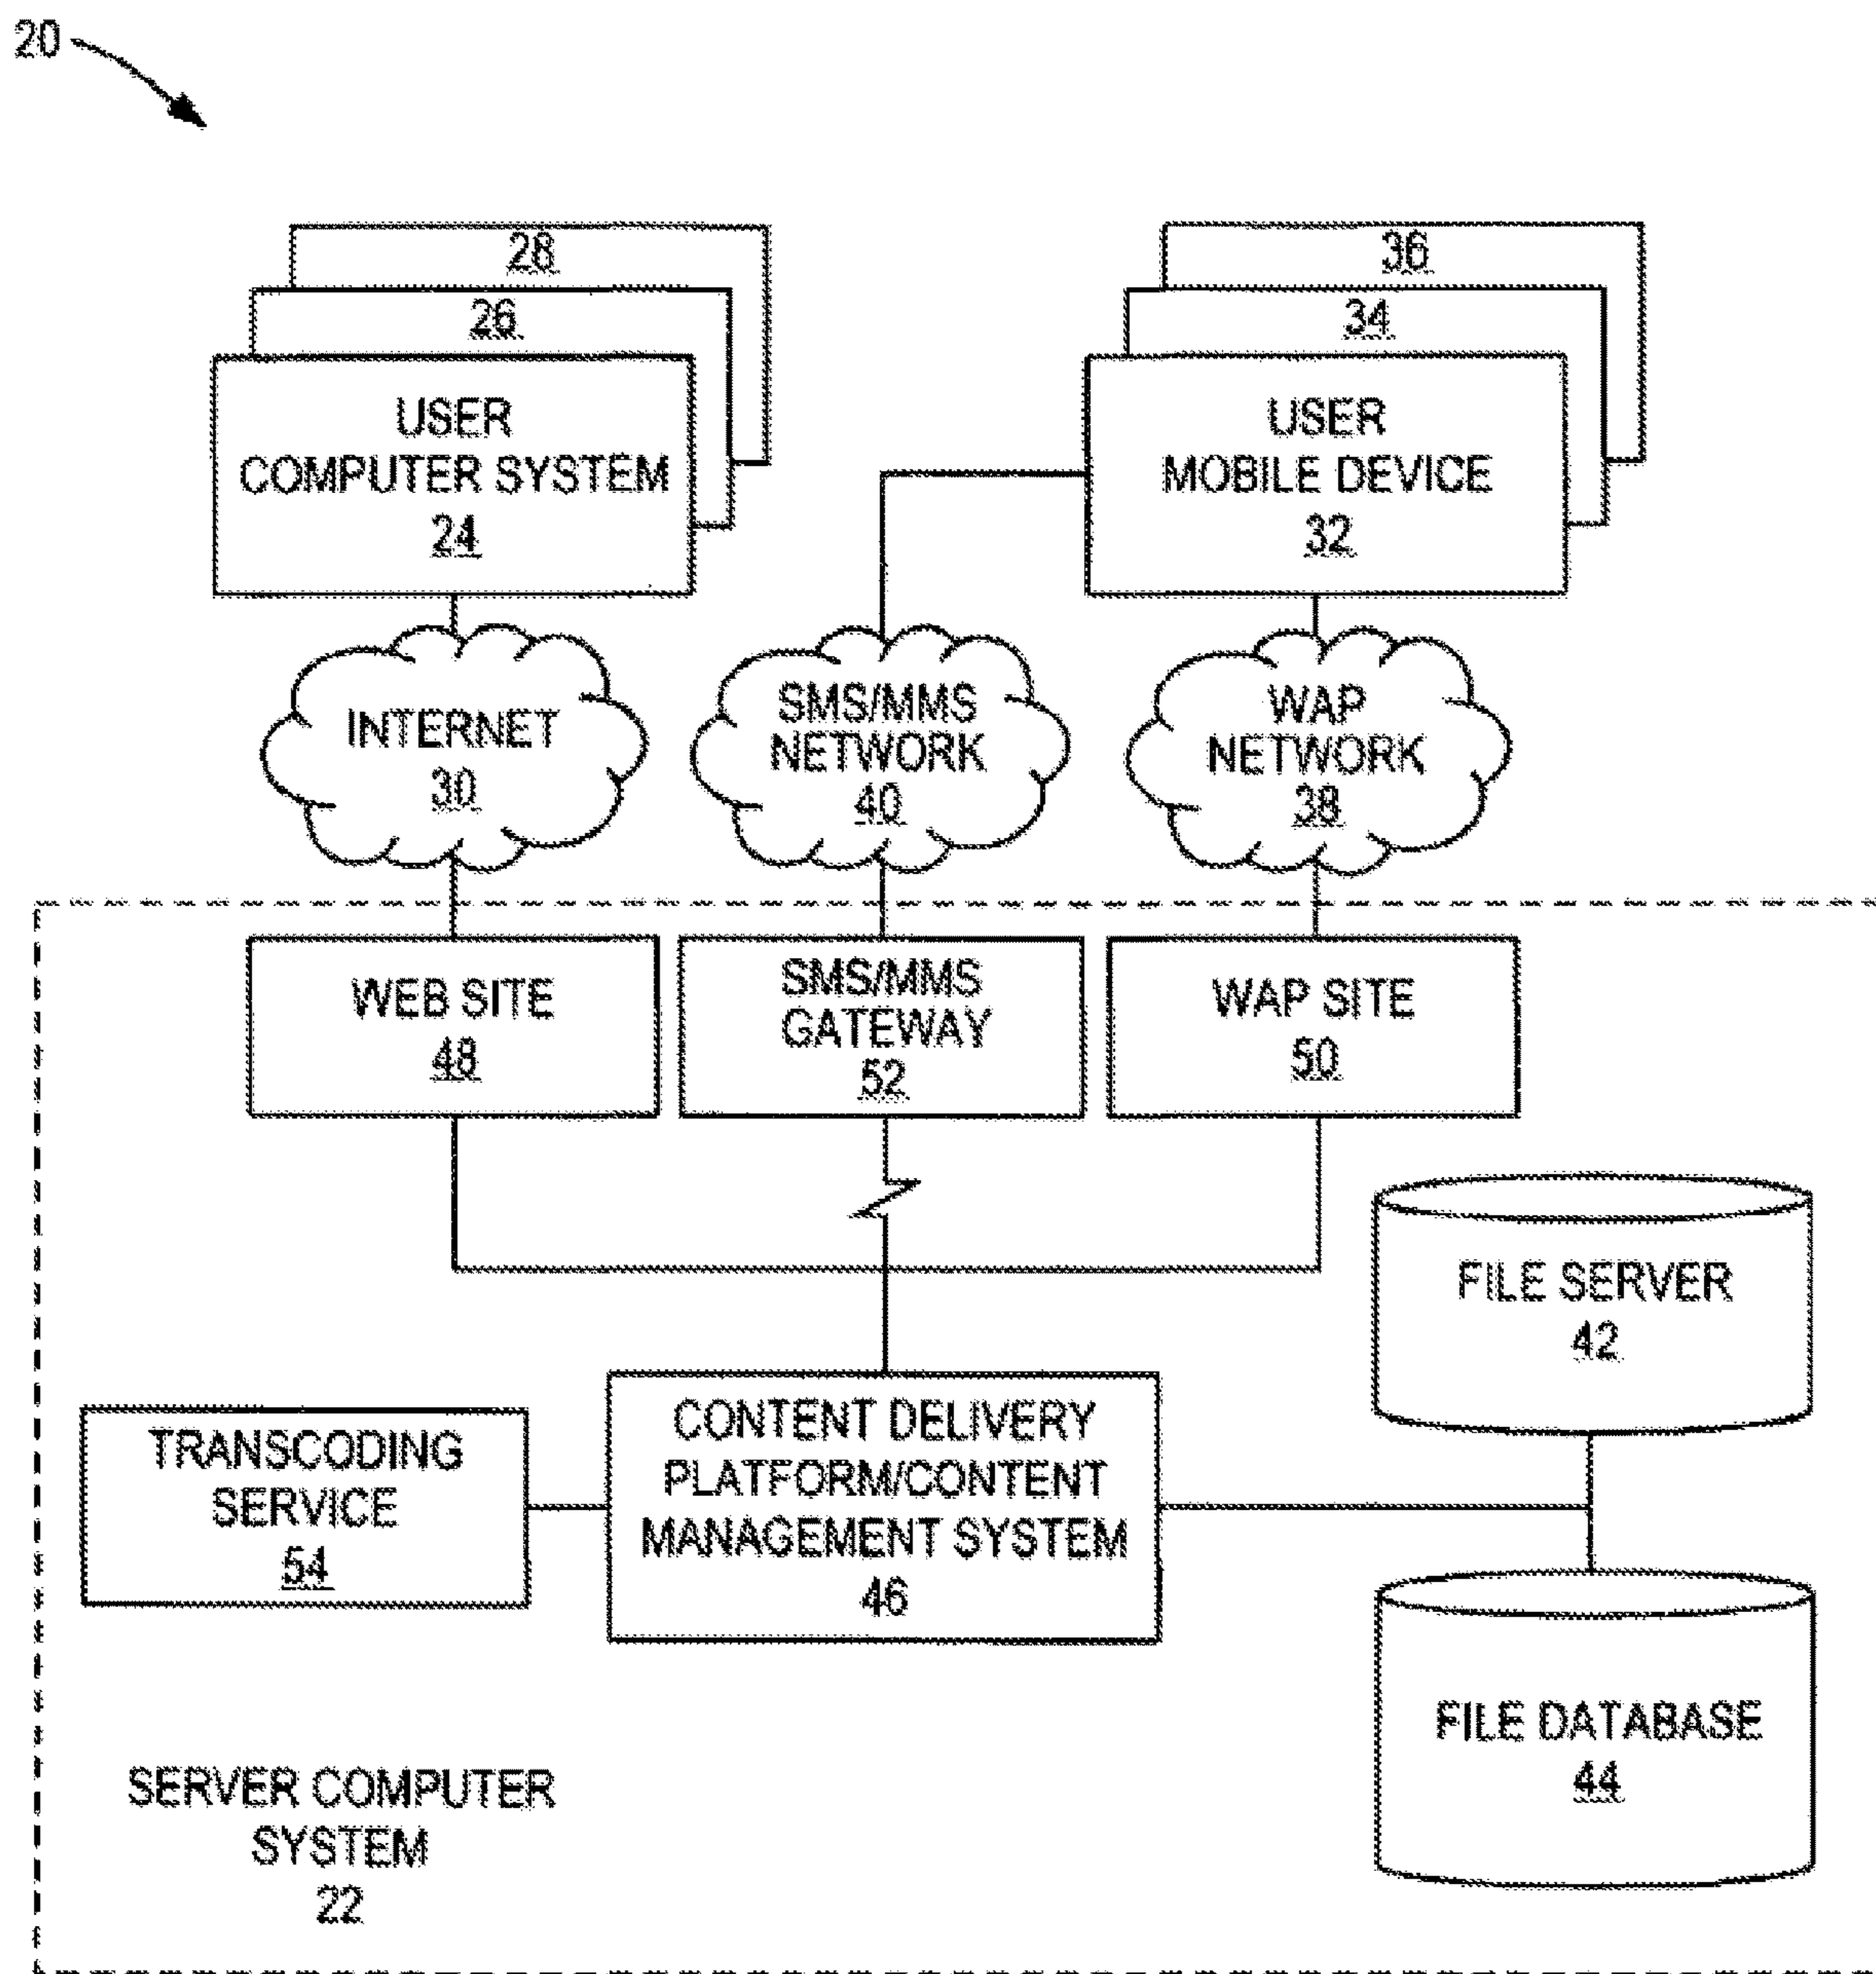 20
28
26
USER
COMPUTER SYSTEM
24
36
34
USER
MOBILE DEVICE
32
INTERNET
30
SMS/MMS
NETWORK
40
WAP
NETWORK
38
WEB SITE
48
SMS/MMS
GATEWAY
52
WAP SITE
50
FILE SERVER
42
TRANSCODING
SERVICE
54
CONTENT DELIVERY
PLATFORM/CONTENT
MANAGEMENT SYSTEM
46
FILE DATABASE
44
SERVER COMPUTER
SYSTEM
22